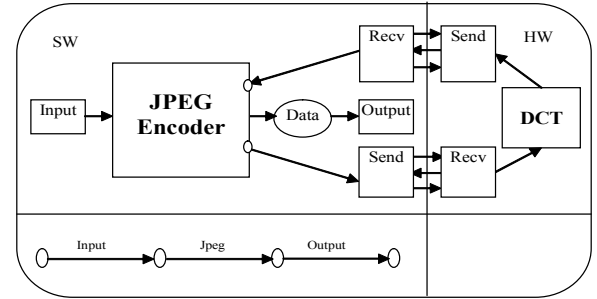 SW
Recv
Send
HW
Input
JPEG
Encoder
Data
Output
DCT
Send
Recv
Input
Jpeg
Output